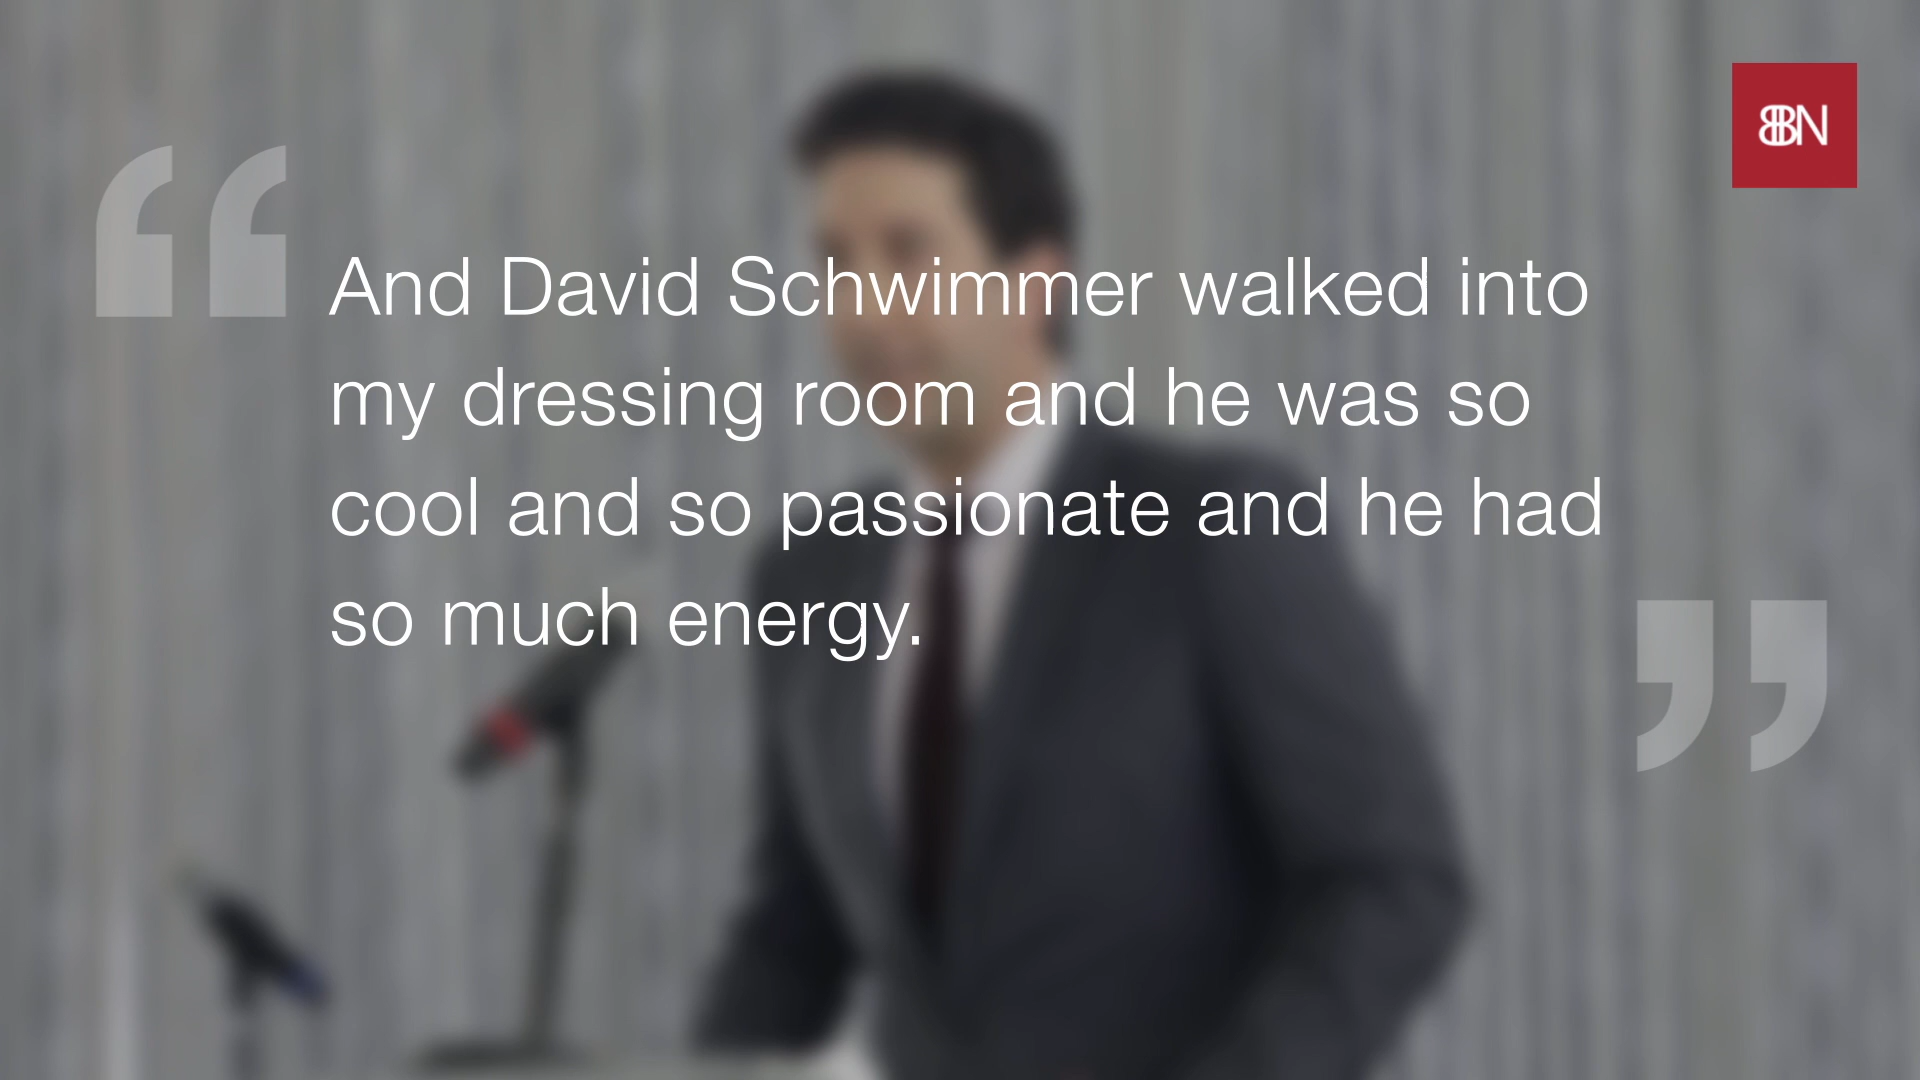 BBN
And David Schwimmer walked into
my dressing room and he was so
cool and so passionate and he had
so much energy.